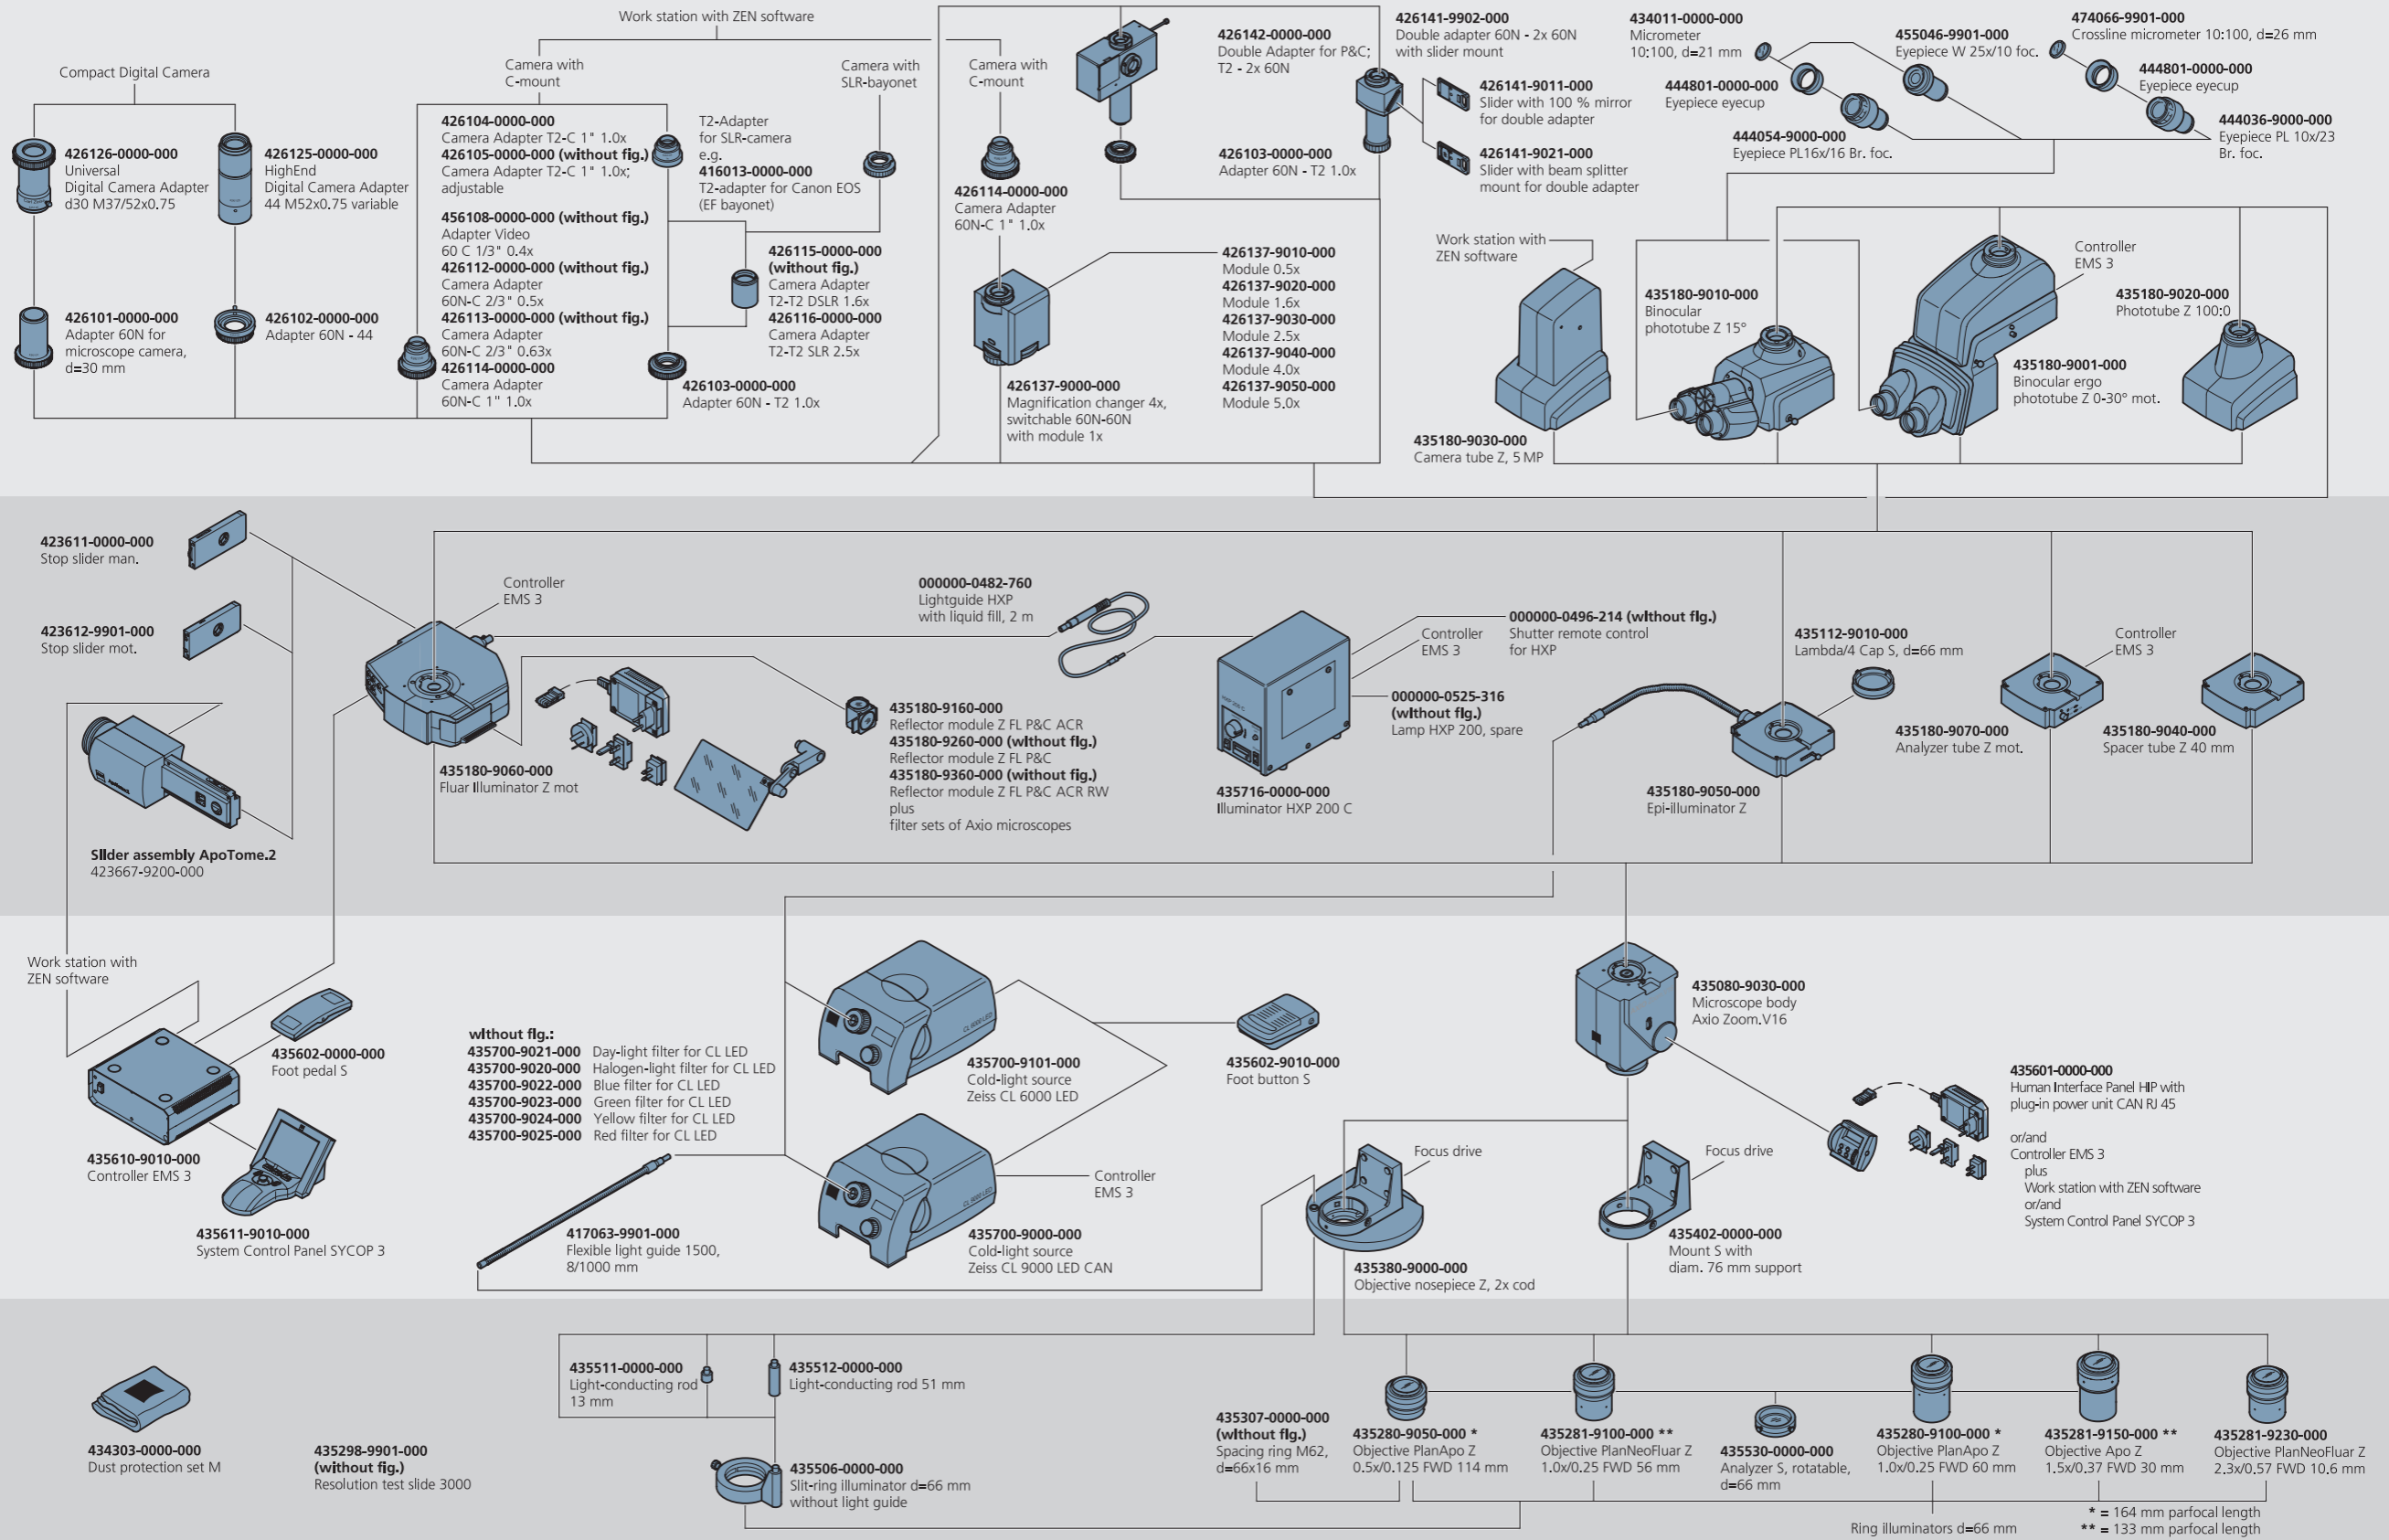 Work station with ZEN software
Compact Digital Camera
Camera with
C-mount
Camera with
SLR-bayonet
Camera with
C-mount
426126-0000-000
Universal
Digital Camera Adapter
d30 M37/52x0.75
426125-0000-000
HighEnd
Digital Camera Adapter
44 M52x0.75 variable
426101-0000-000
Adapter 60N for
microscope camera,
d=30 mm
426102-0000-000
Adapter 60N - 44
426104-0000-000
Camera Adapter T2-C 1" 1.0x
426105-0000-000 (without fig.)
Camera Adapter T2-C 1" 1.0x;
adjustable
456108-0000-000 (without fig.)
Adapter Video
60 C 1/3" 0.4x
426112-0000-000 (without fig.)
Camera Adapter
60N-C 2/3" 0.5x
426113-0000-000 (without fig.)
Camera Adapter
60N-C 2/3" 0.63x
426114-0000-000
Camera Adapter
60N-C 1" 1.0x
T2-Adapter
for SLR-camera
e.g.
416013-0000-000
T2-adapter for Canon EOS
(EF bayonet)
426115-0000-000
(without fig.)
Camera Adapter
T2-T2 DSLR 1.6x
426116-0000-000
Camera Adapter
T2-T2 SLR 2.5x
426103-0000-000
Adapter 60N - T2 1.0x
426114-0000-000
Camera Adapter
60N-C 1" 1.0x
426137-9000-000
Magnification changer 4x,
switchable 60N-60N
with module 1x
426142-0000-000
Double Adapter for P&C;
T2 - 2x 60N
426103-0000-000
Adapter 60N - T2 1.0x
426137-9010-000
Module 0.5x
426137-9020-000
Module 1.6x
426137-9030-000
Module 2.5x
426137-9040-000
Module 4.0x
426137-9050-000
Module 5.0x
426141-9902-000
Double adapter 60N - 2x 60N
with slider mount
426141-9011-000
Slider with 100 % mirror
for double adapter
426141-9021-000
Slider with beam splitter
mount for double adapter
434011-0000-000
Micrometer
10:100, d=21 mm
444801-0000-000
Eyepiece eyecup
444054-9000-000
Eyepiece PL16x/16 Br. foc.
455046-9901-000
Eyepiece W 25x/10 foc.
474066-9901-000
Crossline micrometer 10:100, d=26 mm
444801-0000-000
Eyepiece eyecup
444036-9000-000
Eyepiece PL 10x/23
Br. foc.
Work station with
ZEN software
435180-9030-000
Camera tube Z, 5 MP
435180-9010-000
Binocular
phototube Z 15°
Controller
EMS 3
435180-9020-000
Phototube Z 100:0
435180-9001-000
Binocular ergo
phototube Z 0-30° mot.
423611-0000-000
Stop slider man.
423612-9901-000
Stop slider mot.
Slider assembly ApoTome.2
423667-9200-000
Controller
EMS 3
435180-9060-000
Fluar Illuminator Z mot
000000-0482-760
Lightguide HXP
with liquid fill, 2 m
435180-9160-000
Reflector module Z FL P&C ACR
435180-9260-000 (without fig.)
Reflector module Z FL P&C
435180-9360-000 (without fig.)
Reflector module Z FL P&C ACR RW
plus
filter sets of Axio microscopes
HXP 200 C
435716-0000-000
Illuminator HXP 200 C
Controller
EMS 3
000000-0496-214 (without fig.)
Shutter remote control
for HXP
000000-0525-316
(without fig.)
Lamp HXP 200, spare
435112-9010-000
Lambda/4 Cap S, d=66 mm
435180-9050-000
Epi-illuminator Z
Controller
EMS 3
435180-9070-000
Analyzer tube Z mot.
435180-9040-000
Spacer tube Z 40 mm
Work station with
ZEN software
435602-0000-000
Foot pedal S
435610-9010-000
Controller EMS 3
435611-9010-000
System Control Panel SYCOP 3
without fig.:
435700-9021-000 Day-light filter for CL LED
435700-9020-000 Halogen-light filter for CL LED
435700-9022-000 Blue filter for CL LED
435700-9023-000 Green filter for CL LED
435700-9024-000 Yellow filter for CL LED
435700-9025-000 Red filter for CL LED
417063-9901-000
Flexible light guide 1500,
8/1000 mm
435700-9101-000
Cold-light source
Zeiss CL 6000 LED
435602-9010-000
Foot button S
Controller
EMS 3
435700-9000-000
Cold-light source
Zeiss CL 9000 LED CAN
435080-9030-000
Microscope body
Axio Zoom.V16
Focus drive
435380-9000-000
Objective nosepiece Z, 2x cod
Focus drive
435402-0000-000
Mount S with
diam. 76 mm support
435601-0000-000
Human Interface Panel HIP with
plug-in power unit CAN RJ 45
or/and
Controller EMS 3
plus
Work station with ZEN software
or/and
System Control Panel SYCOP 3
434303-0000-000
Dust protection set M
435298-9901-000
(without fig.)
Resolution test slide 3000
435511-0000-000
Light-conducting rod
13 mm
435512-0000-000
Light-conducting rod 51 mm
435506-0000-000
Slit-ring illuminator d=66 mm
without light guide
435307-0000-000
(without fig.)
Spacing ring M62,
d=66x16 mm
435280-9050-000 *
Objective PlanApo Z
0.5x/0.125 FWD 114 mm
435281-9100-000 **
Objective PlanNeoFluar Z
1.0x/0.25 FWD 56 mm
435530-0000-000
Analyzer S, rotatable,
d=66 mm
435280-9100-000 *
Objective PlanApo Z
1.0x/0.25 FWD 60 mm
435281-9150-000 **
Objective Apo Z
1.5x/0.37 FWD 30 mm
435281-9230-000
Objective PlanNeoFluar Z
2.3x/0.57 FWD 10.6 mm
Ring illuminators d=66 mm
* = 164 mm parfocal length
** = 133 mm parfocal length